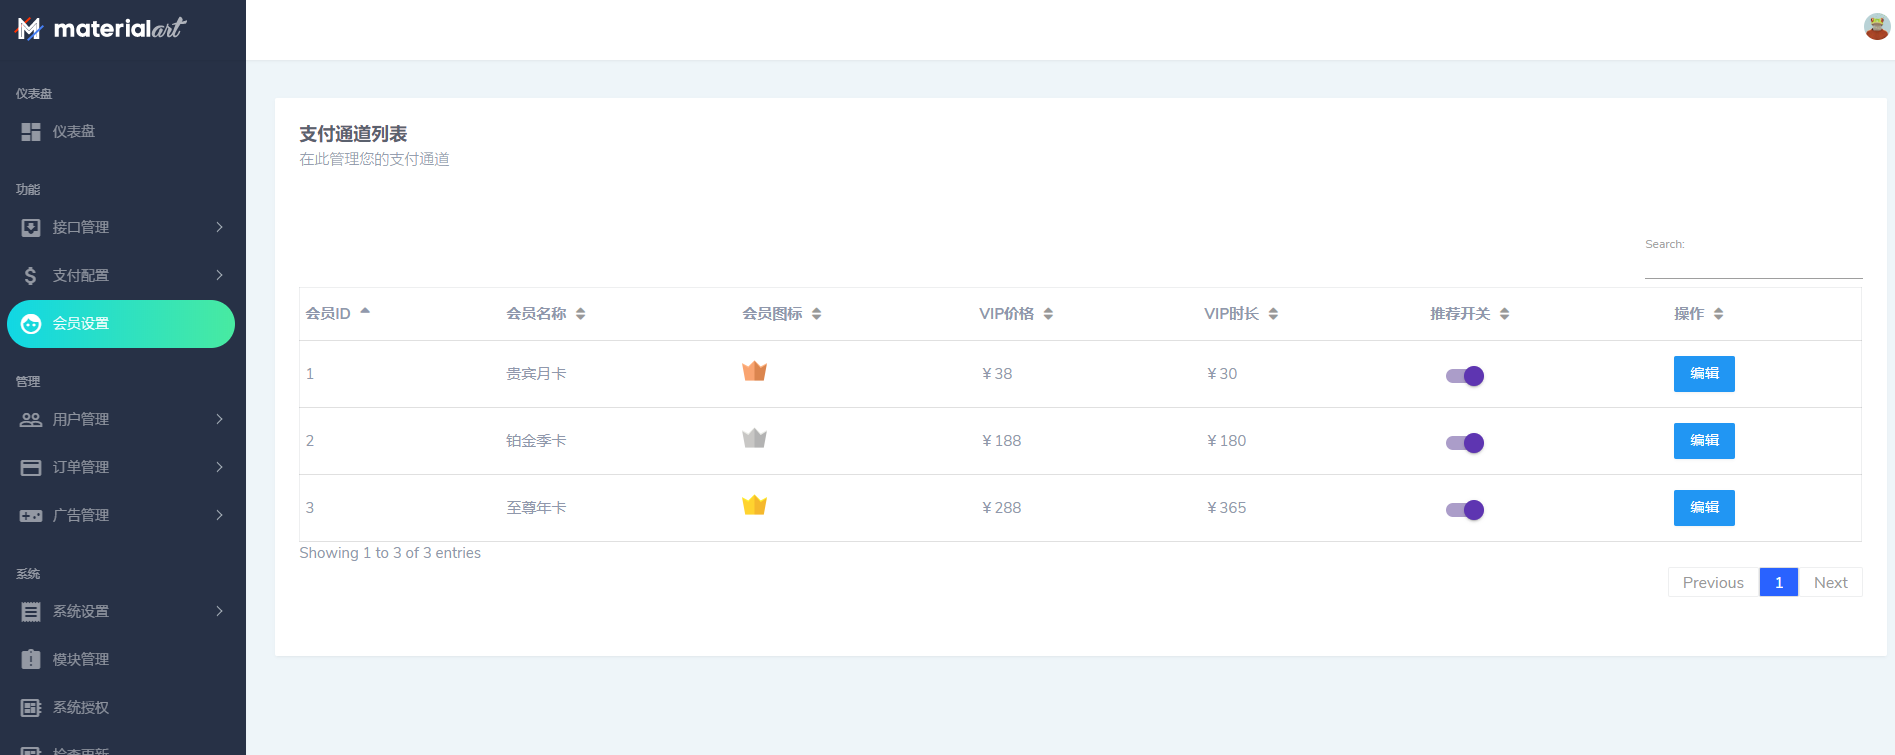 materialart
仪表盘
仪表盘
功能
接口管理
支付配置
会员设置
管理
用户管理
订单管理
广告管理
系统
系统设置
模块管理
系统授权
检查更新
支付通道列表
在此管理您的支付通道
Search:
会员ID 会员名称 会员图标 VIP价格 VIP时长 推荐开关 操作
1 贵宾月卡 ¥38 ¥30 编辑
2 铂金季卡 ¥188 ¥180 编辑
3 至尊年卡 ¥288 ¥365 编辑
Showing 1 to 3 of 3 entries
Previous 1 Next